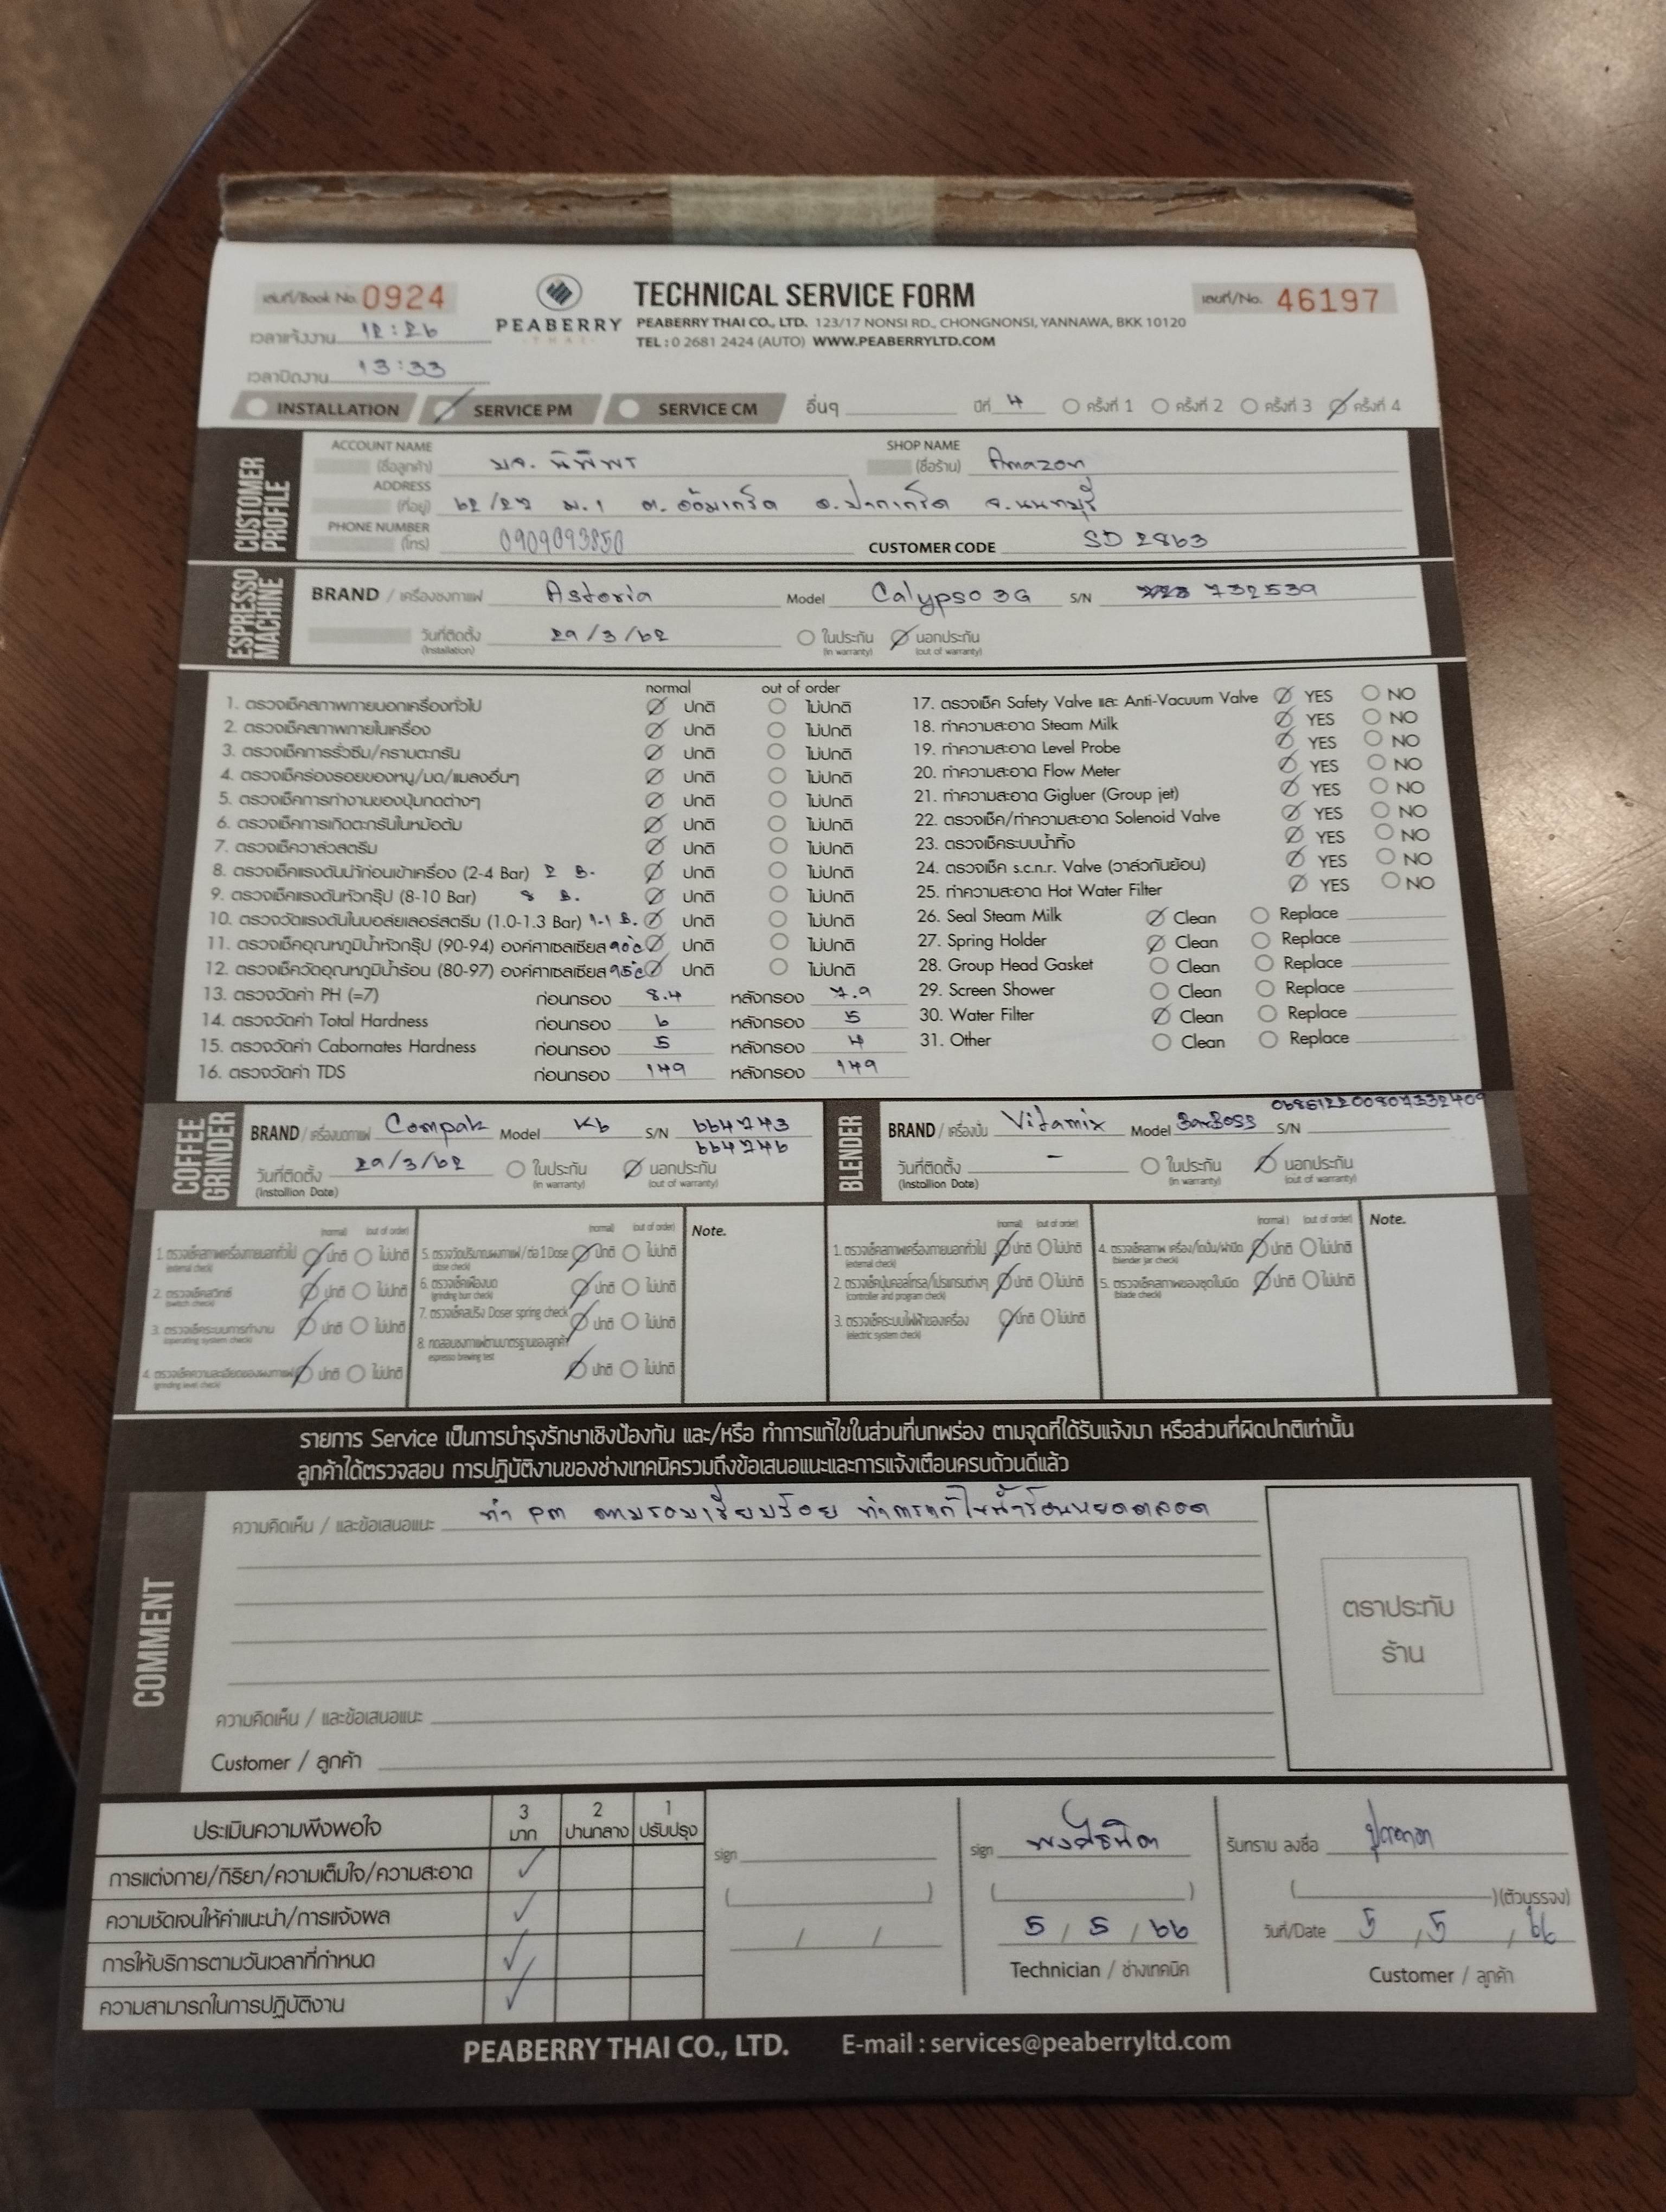 เล่มที่/Book No. 0924
PEABERRY
THAI
TECHNICAL SERVICE FORM
PEABERRY THAI CO., LTD. 123/17 NONSI RD., CHONGNONSI, YANNAWA, BKK 10120
TEL : 0 2681 2424 (AUTO) WWW.PEABERRYLTD.COM
เลขที่/No. 46197
เวลาแจ้งงาน 12:26
เวลาปิดงาน 13:33
INSTALLATION SERVICE PM SERVICE CM อื่นๆ ปีที่ 4 ครั้งที่ 1 ครั้งที่ 2 ครั้งที่ 3 ครั้งที่ 4
CUSTOMER PROFILE
ACCOUNT NAME (ชื่อลูกค้า) มจ. นิพิพร SHOP NAME (ชื่อร้าน) Amazon
ADDRESS (ที่อยู่) 62/27 ม.1 ต.อ้อมเกร็ด อ.ปากเกร็ด จ.นนทบุรี
PHONE NUMBER (โทร) 0909093850 CUSTOMER CODE SD 2863
ESPRESSO MACHINE
BRAND / เครื่องชงกาแฟ Astoria Model Calypso 3G S/N 732539
วันที่ติดตั้ง (Installation) 29/3/62 ในประกัน (in warranty) นอกประกัน (out of warranty)
normal out of order
1. ตรวจเช็คสภาพภายนอกเครื่องทั่วไป ปกติ ไม่ปกติ
2. ตรวจเช็คสภาพภายในเครื่อง ปกติ ไม่ปกติ
3. ตรวจเช็คการรั่วซึม/คราบตะกรัน ปกติ ไม่ปกติ
4. ตรวจเช็คร่องรอยของหนู/มด/แมลงอื่นๆ ปกติ ไม่ปกติ
5. ตรวจเช็คการทำงานของปุ่มกดต่างๆ ปกติ ไม่ปกติ
6. ตรวจเช็คการเกิดตะกรันในหม้อต้ม ปกติ ไม่ปกติ
7. ตรวจเช็ควาล์วสตรีม ปกติ ไม่ปกติ
8. ตรวจเช็คแรงดันน้ำก่อนเข้าเครื่อง (2-4 Bar) 2 B. ปกติ ไม่ปกติ
9. ตรวจเช็คแรงดันหัวกรุ๊ป (8-10 Bar) 8 B. ปกติ ไม่ปกติ
10. ตรวจวัดแรงดันในบอล์ยเลอร์สตรีม (1.0-1.3 Bar) 1.1 B. ปกติ ไม่ปกติ
11. ตรวจเช็คอุณหภูมิน้ำหัวกรุ๊ป (90-94) องศ์ศาเซลเซียส 90°c ปกติ ไม่ปกติ
12. ตรวจเช็ควัดอุณหภูมิน้ำร้อน (80-97) องศ์ศาเซลเซียส 95°c ปกติ ไม่ปกติ
13. ตรวจวัดค่า PH (=7) ก่อนกรอง 8.4 หลังกรอง 7.9
14. ตรวจวัดค่า Total Hardness ก่อนกรอง 6 หลังกรอง 5
15. ตรวจวัดค่า Cabornates Hardness ก่อนกรอง 5 หลังกรอง 4
16. ตรวจวัดค่า TDS ก่อนกรอง 149 หลังกรอง 149
17. ตรวจเช็ค Safety Valve และ Anti-Vacuum Valve YES NO
18. ทำความสะอาด Steam Milk YES NO
19. ทำความสะอาด Level Probe YES NO
20. ทำความสะอาด Flow Meter YES NO
21. ทำความสะอาด Gigluer (Group jet) YES NO
22. ตรวจเช็ค/ทำความสะอาด Solenoid Valve YES NO
23. ตรวจเช็คระบบน้ำทิ้ง YES NO
24. ตรวจเช็ค s.c.n.r. Valve (วาล์วกันย้อน) YES NO
25. ทำความสะอาด Hot Water Filter YES NO
26. Seal Steam Milk Clean Replace
27. Spring Holder Clean Replace
28. Group Head Gasket Clean Replace
29. Screen Shower Clean Replace
30. Water Filter Clean Replace
31. Other Clean Replace
COFFEE GRINDER
BRAND / เครื่องบดกาแฟ Compak Model K6 S/N 664743
664746
วันที่ติดตั้ง (Installion Date) 29/3/62 ในประกัน (in warranty) นอกประกัน (out of warranty)
BLENDER
BRAND / เครื่องปั่น Vitamix Model BarBoss S/N 068612200807332409
วันที่ติดตั้ง (Installion Date) - ในประกัน (in warranty) นอกประกัน (out of warranty)
(normal) (out of order)
1. ตรวจเช็คสภาพเครื่องภายนอกทั่วไป ปกติ ไม่ปกติ
(external check)
2. ตรวจเช็คสวิทซ์ ปกติ ไม่ปกติ
(switch check)
3. ตรวจเช็คระบบการทำงาน ปกติ ไม่ปกติ
(operating system check)
4. ตรวจเช็คความละเอียดของผงกาแฟ ปกติ ไม่ปกติ
(grinding level check)
(normal) (out of order)
5. ตรวจวัดปริมาณผงกาแฟ / ต่อ 1 Dose ปกติ ไม่ปกติ
(dose check)
6. ตรวจเช็คเฟืองบด ปกติ ไม่ปกติ
(grinding burr check)
7. ตรวจเช็คสปริง Doser spring check ปกติ ไม่ปกติ
8. ทดสอบชงกาแฟตามมาตรฐานของลูกค้า
espresso brewing test ปกติ ไม่ปกติ
Note.
(normal) (out of order)
1. ตรวจเช็คสภาพเครื่องภายนอกทั่วไป ปกติ ไม่ปกติ
(external check)
2. ตรวจเช็คปุ่มคอลโทรล/โปรแกรมต่างๆ ปกติ ไม่ปกติ
(controller and program check)
3. ตรวจเช็คระบบไฟฟ้าของเครื่อง ปกติ ไม่ปกติ
(electric system check)
(normal) (out of order)
4. ตรวจเช็คสภาพ เครื่อง/โถปั่น/ฝาปิด ปกติ ไม่ปกติ
(blender jar check)
5. ตรวจเช็คสภาพของชุดใบมีด ปกติ ไม่ปกติ
(blade check)
Note.
รายการ Service เป็นการบำรุงรักษาเชิงป้องกัน และ/หรือ ทำการแก้ไขในส่วนที่บกพร่อง ตามจุดที่ได้รับแจ้งมา หรือส่วนที่ผิดปกติเท่านั้น
ลูกค้าได้ตรวจสอบ การปฏิบัติงานของช่างเทคนิครวมถึงข้อเสนอแนะและการแจ้งเตือนครบถ้วนดีแล้ว
COMMENT
ความคิดเห็น / และข้อเสนอแนะ ทำ PM ตามรอบเรียบร้อย ทำการแก้ไขน้ำร้อนหยดตลอด
ความคิดเห็น / และข้อเสนอแนะ
Customer / ลูกค้า
ตราประทับ
ร้าน
ประเมินความพึงพอใจ 3 มาก 2 ปานกลาง 1 ปรับปรุง
การแต่งกาย/กิริยา/ความเต็มใจ/ความสะอาด
ความชัดเจนให้คำแนะนำ/การแจ้งผล
การให้บริการตามวันเวลาที่กำหนด
ความสามารถในการปฏิบัติงาน
sign
sign
5 / 5 / 66
Technician / ช่างเทคนิค
รับทราบ ลงชื่อ
(ตัวบรรจง)
วันที่/Date 5 , 5 , 66
Customer / ลูกค้า
PEABERRY THAI CO., LTD. E-mail : services@peaberryltd.com